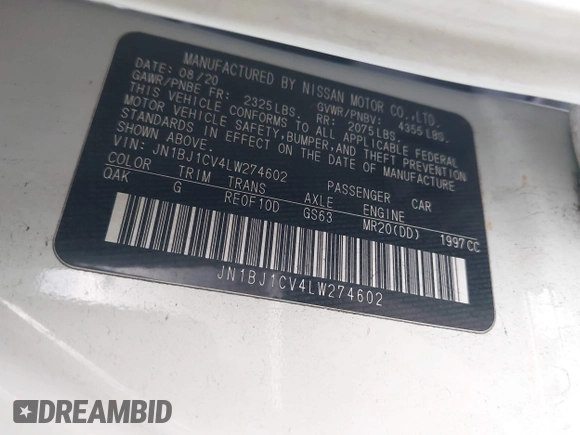 MANUFACTURED BY NISSAN MOTOR CO.,LTD.
DATE: 08/20 GVWR/PNBV: 4355LBS.
GAWR/PNBE FR: 2325LBS. RR: 2075LBS.
THIS VEHICLE CONFORMS TO ALL APPLICABLE FEDERAL
MOTOR VEHICLE SAFETY,BUMPER,AND THEFT PREVENTION
STANDARDS IN EFFECT ON THE DATE OF MANUFACTURE
SHOWN ABOVE.
VIN: JN1BJ1CV4LW274602 PASSENGER CAR
COLOR TRIM TRANS AXLE ENGINE
QAK G RE0F10D GS63 MR20(DD) 1997CC
JN1BJ1CV4LW274602
DREAMBID